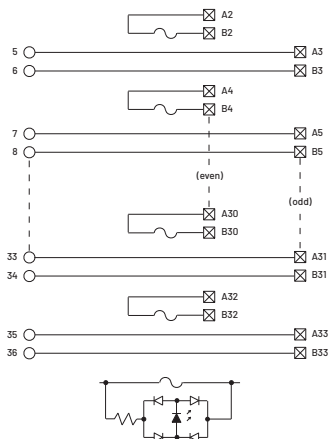 A2
B2
5 A3
6 B3
A4
B4
7 A5
8 B5
(even)
(odd)
A30
B30
33 A31
34 B31
A32
B32
35 A33
36 B33